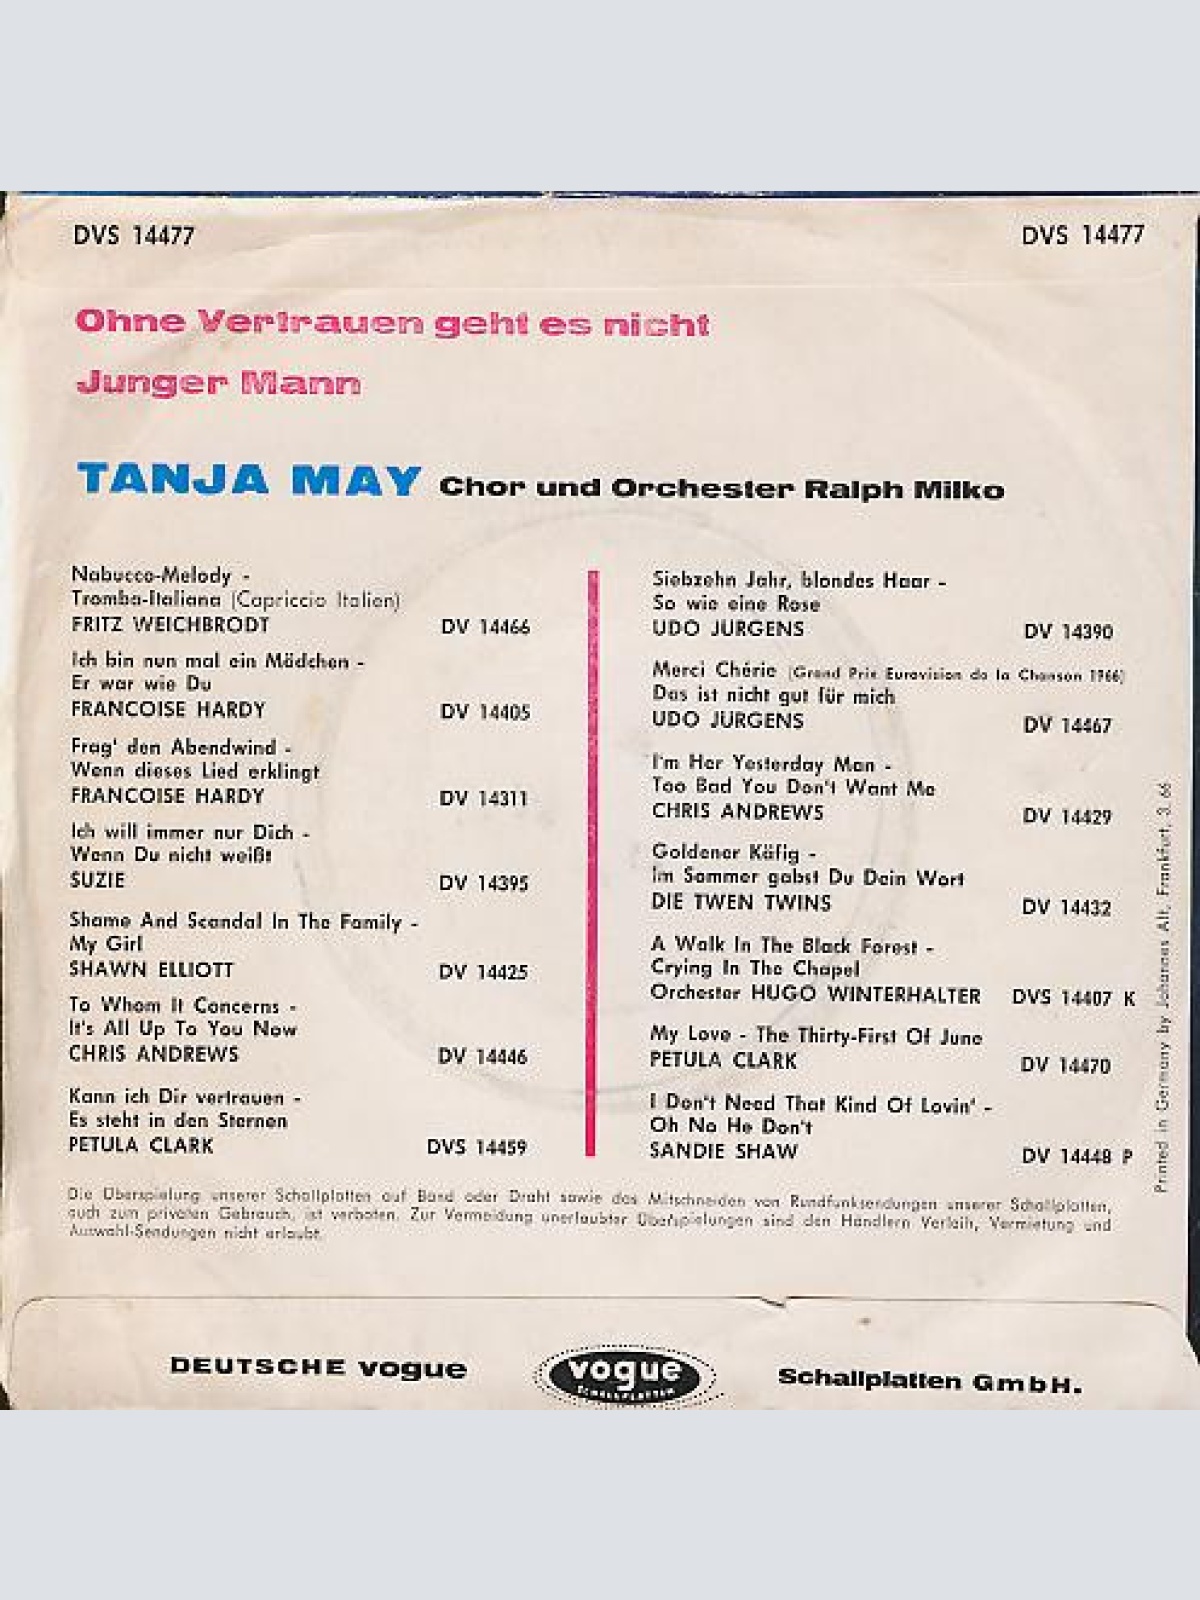 DVS 14477
DVS 14477
Ohne Vertrauen geht es nicht
Junger Mann
TANJA MAY Chor und Orchester Ralph Milko
Nabucco-Melody -
Tromba-Italiana (Capriccio Italien)
FRITZ WEICHBRODT DV 14466
Ich bin nun mal ein Mädchen -
Er war wie Du
FRANCOISE HARDY DV 14405
Frag' den Abendwind -
Wenn dieses Lied erklingt
FRANCOISE HARDY DV 14311
Ich will immer nur Dich -
Wenn Du nicht weißt
SUZIE DV 14395
Shame And Scandal In The Family -
My Girl
SHAWN ELLIOTT DV 14425
To Whom It Concerns -
It's All Up To You Now
CHRIS ANDREWS DV 14446
Kann ich Dir vertrauen -
Es steht in den Sternen
PETULA CLARK DVS 14459
Siebzehn Jahr, blondes Haar -
So wie eine Rose
UDO JURGENS DV 14390
Merci Chérie (Grand Prix Eurovision de la Chanson 1966)
Das ist nicht gut für mich
UDO JURGENS DV 14467
I'm Her Yesterday Man -
Too Bad You Don't Want Me
CHRIS ANDREWS DV 14429
Goldener Käfig -
Im Sommer gabst Du Dein Wort
DIE TWEN TWINS DV 14432
A Walk In The Black Forest -
Crying In The Chapel
Orchester HUGO WINTERHALTER DVS 14407 K
My Love - The Thirty-First Of June
PETULA CLARK DV 14470
I Don't Need That Kind Of Lovin' -
Oh No He Don't
SANDIE SHAW DV 14448 P
Printed in Germany by Johannes Alt, Frankfurt, 3. 66
Die Überspielung unserer Schallplatten auf Band oder Draht sowie das Mitschneiden von Rundfunksendungen unserer Schallplatten,
auch zum privaten Gebrauch, ist verboten. Zur Vermeidung unerlaubter Überspielungen sind den Händlern Verleih, Vermietung und
Auswahl-Sendungen nicht erlaubt.
DEUTSCHE vogue
vogue
SCHALLPLATTEN
Schallplatten GmbH.